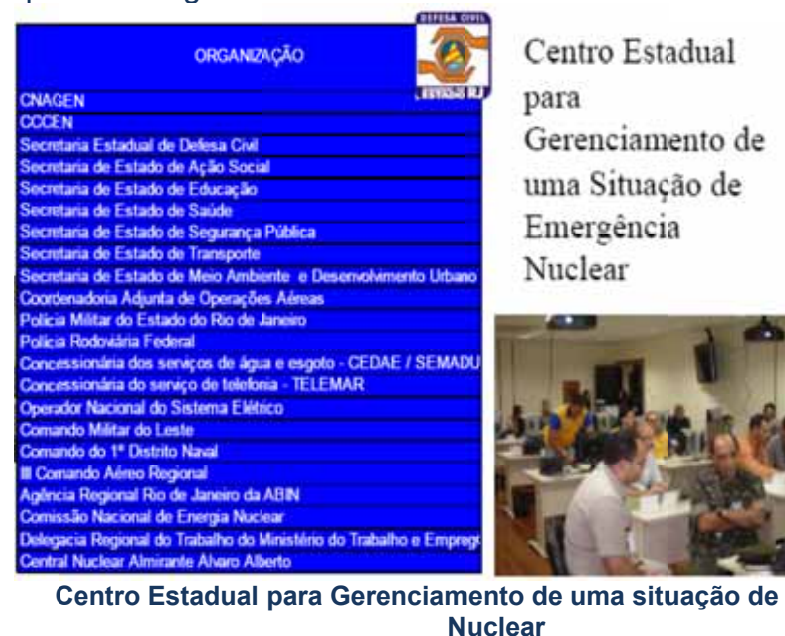 DEFESA CIVIL
ORGANIZAÇÃO
ESTADO RJ
CNAGEN
CCCEN
Secretaria Estadual de Defesa Civil
Secretaria de Estado de Ação Social
Secretaria de Estado de Educação
Secretaria de Estado de Saúde
Secretaria de Estado de Segurança Pública
Secretaria de Estado de Transporte
Secretaria de Estado de Meio Ambiente e Desenvolvimento Urbano
Coordenadoria Adjunta de Operações Aéreas
Polícia Militar do Estado do Rio de Janeiro
Polícia Rodoviária Federal
Concessionária dos serviços de água e esgoto - CEDAE / SEMADU
Concessionária do serviço de telefonia - TELEMAR
Operador Nacional do Sistema Elétrico
Comando Militar do Leste
Comando do 1º Distrito Naval
III Comando Aéreo Regional
Agência Regional Rio de Janeiro da ABIN
Comissão Nacional de Energia Nuclear
Delegacia Regional do Trabalho do Ministério do Trabalho e Empreg
Central Nuclear Almirante Álvaro Alberto
Centro Estadual
para
Gerenciamento de
uma Situação de
Emergência
Nuclear
Centro Estadual para Gerenciamento de uma situação de
Nuclear